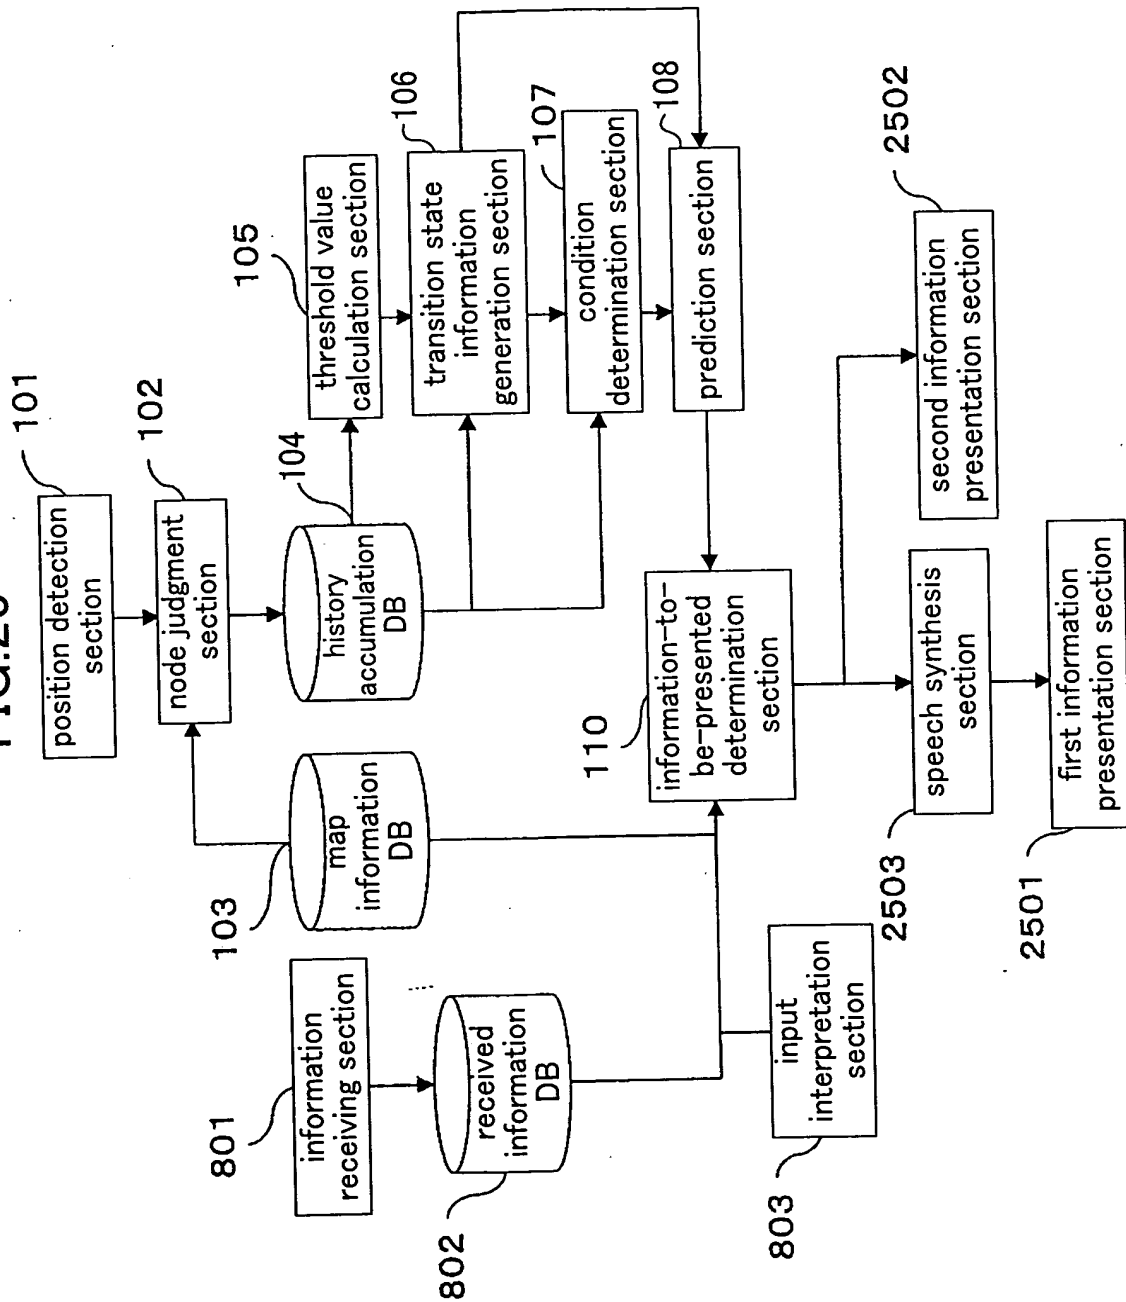 101
position detection
section
102
node judgment
section
801
information
receiving section
103
map
information
DB
104
history
accumulation
DB
105
threshold value
calculation section
106
transition state
information
generation section
802
received
information
DB
107
condition
determination section
108
prediction section
110
information-to-
be-presented
determination
section
803
input
interpretation
section
2503
speech synthesis
section
2502
second information
presentation section
2501
first information
presentation section